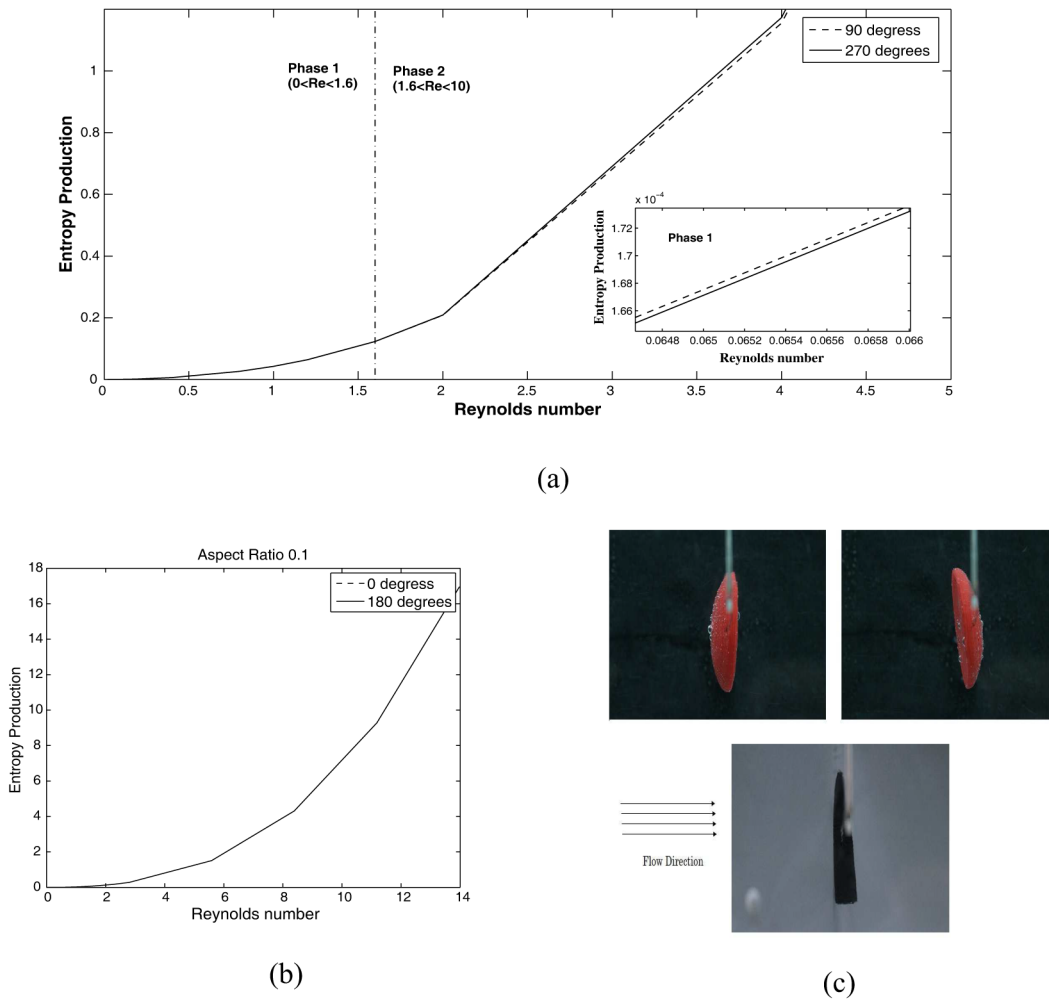 90 degress
270 degrees
Phase 1
(0<Re<1.6)
Phase 2
(1.6<Re<10)
1
0.8
0.6
0.4
0.2
0
Entropy Production
0 0.5 1 1.5 2 2.5 3 3.5 4 4.5 5
Reynolds number
x 10⁻⁴
Phase 1
1.72
1.7
1.68
1.66
Entropy Production
0.0648 0.065 0.0652 0.0654 0.0656 0.0658 0.066
Reynolds number
(a)
Aspect Ratio 0.1
0 degress
180 degrees
18
16
14
12
10
8
6
4
2
0
Entropy Production
0 2 4 6 8 10 12 14
Reynolds number
(b)
Flow Direction
(c)